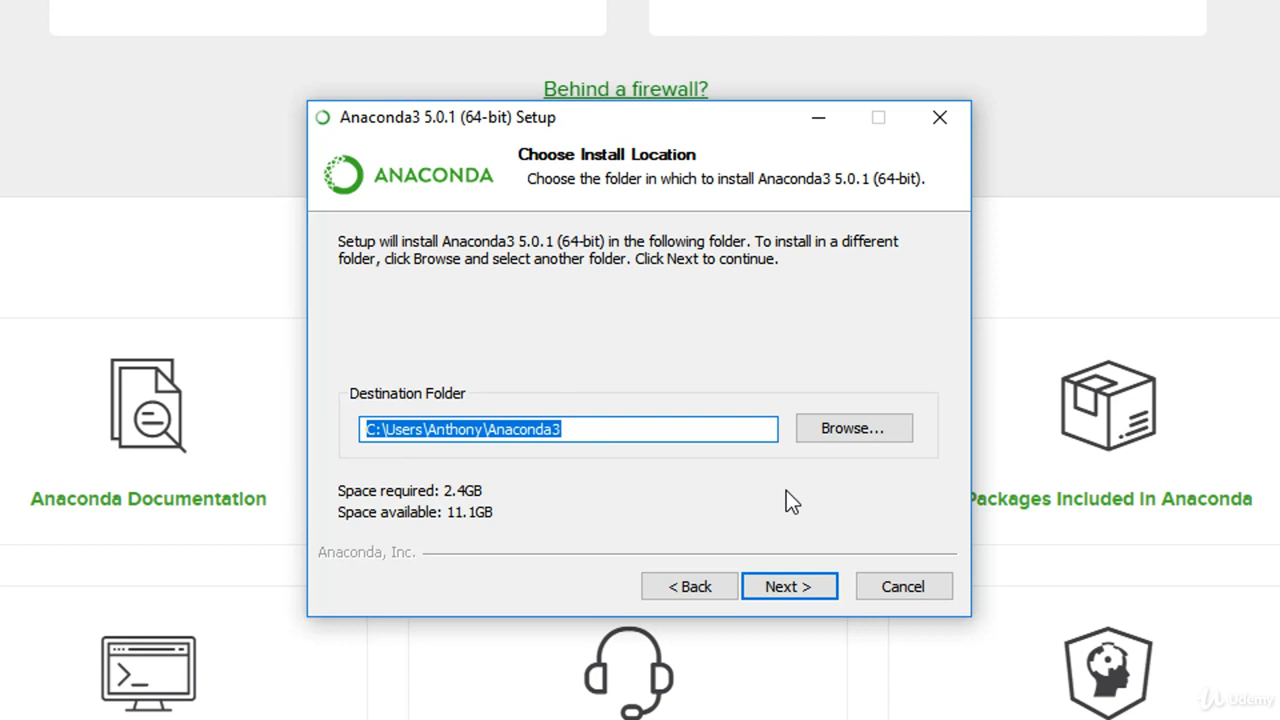 Behind a firewall?
Anaconda3 5.0.1 (64-bit) Setup
ANACONDA
Choose Install Location
Choose the folder in which to install Anaconda3 5.0.1 (64-bit).
Setup will install Anaconda3 5.0.1 (64-bit) in the following folder. To install in a different
folder, click Browse and select another folder. Click Next to continue.
Destination Folder
C:\Users\Anthony\Anaconda3
Browse...
Space required: 2.4GB
Space available: 11.1GB
Anaconda, Inc.
< Back
Next >
Cancel
Anaconda Documentation
Packages Included in Anaconda
Udemy